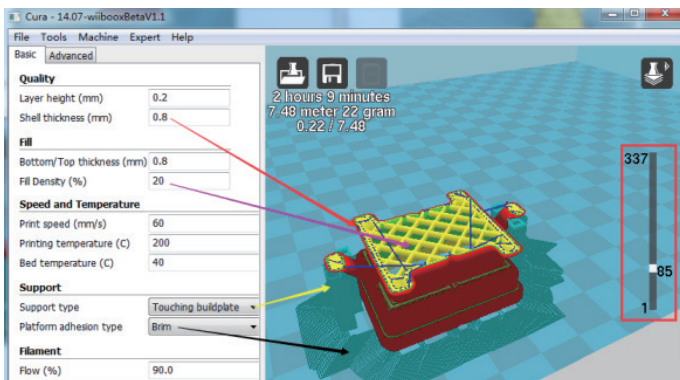 Cura - 14.07-wiibooxBetaV1.1
File Tools Machine Expert Help
Basic Advanced
Quality
Layer height (mm) 0.2
Shell thickness (mm) 0.8
Fill
Bottom/Top thickness (mm) 0.8
Fill Density (%) 20
Speed and Temperature
Print speed (mm/s) 60
Printing temperature (C) 200
Bed temperature (C) 40
Support
Support type Touching buildplate
Platform adhesion type Brim
Filament
Flow (%) 90.0
2 hours 9 minutes
7.48 meter 22 gram
0.22 / 7.48
337
85
1